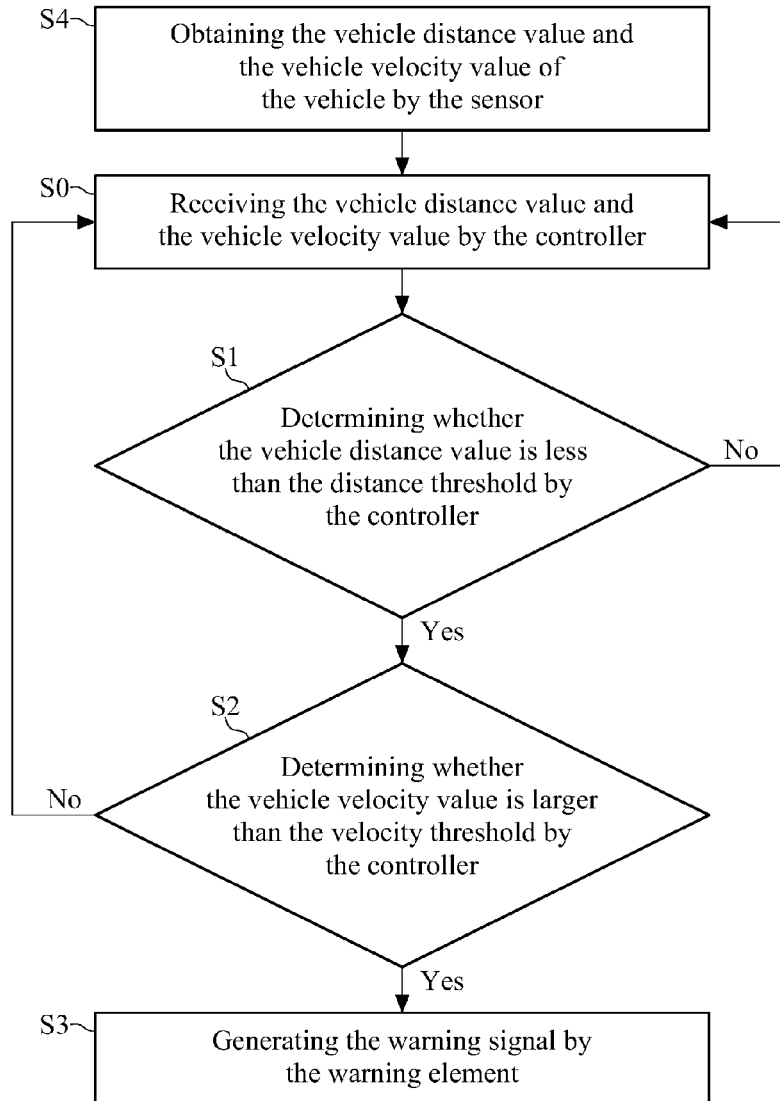 S4
Obtaining the vehicle distance value and
the vehicle velocity value of
the vehicle by the sensor
S0
Receiving the vehicle distance value and
the vehicle velocity value by the controller
S1
Determining whether
the vehicle distance value is less
than the distance threshold by
the controller
No
Yes
S2
Determining whether
the vehicle velocity value is larger
than the velocity threshold by
the controller
No
Yes
S3
Generating the warning signal by
the warning element